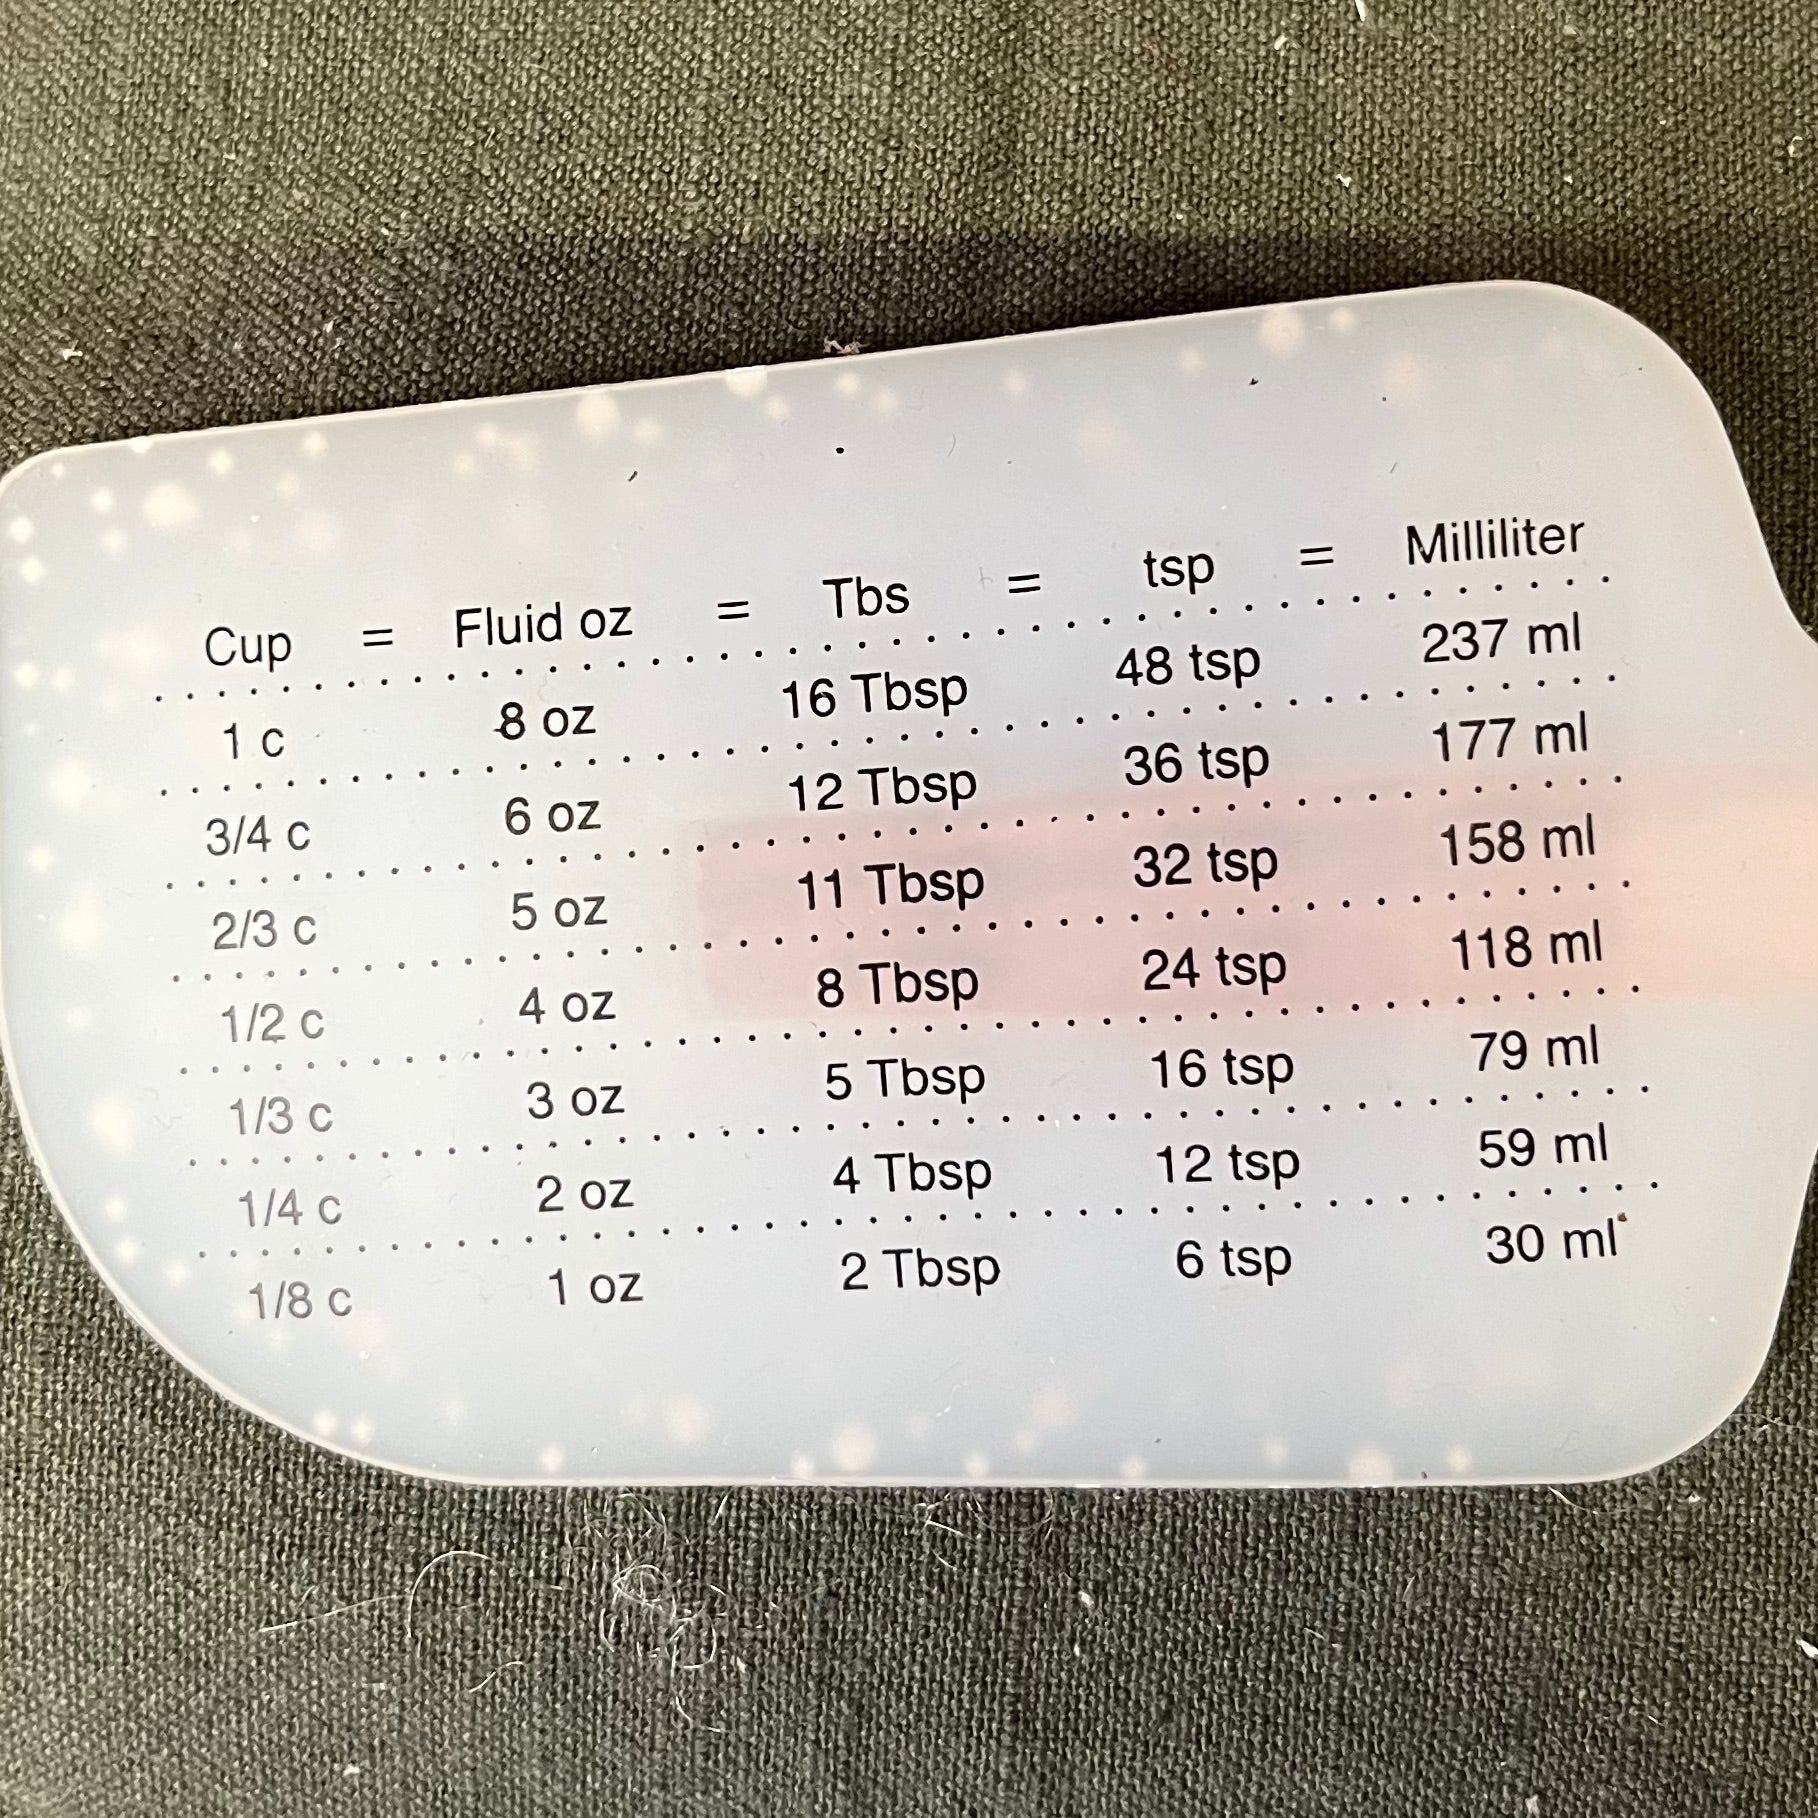 Cup = Fluid oz = Tbs = tsp = Milliliter
1 c 8 oz 16 Tbsp 48 tsp 237 ml
3/4 c 6 oz 12 Tbsp 36 tsp 177 ml
2/3 c 5 oz 11 Tbsp 32 tsp 158 ml
1/2 c 4 oz 8 Tbsp 24 tsp 118 ml
1/3 c 3 oz 5 Tbsp 16 tsp 79 ml
1/4 c 2 oz 4 Tbsp 12 tsp 59 ml
1/8 c 1 oz 2 Tbsp 6 tsp 30 ml